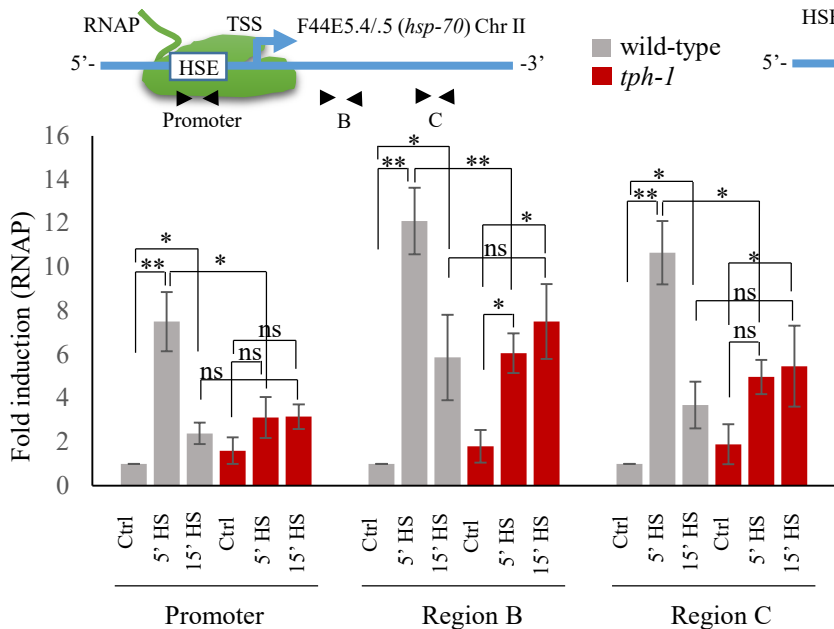 RNAP TSS F44E5.4/.5 (hsp-70) Chr II HSE
5’- HSE -3’ 5’-
Promoter B C
wild-type
tph-1
Fold induction (RNAP)
16
14
12
10
8
6
4
2
0
* ** * ns ns ns
* ** ** * ns *
* ** * * ns ns
Ctrl 5’ HS 15’ HS Ctrl 5’ HS 15’ HS Ctrl 5’ HS 15’ HS Ctrl 5’ HS 15’ HS Ctrl 5’ HS 15’ HS Ctrl 5’ HS 15’ HS
Promoter Region B Region C